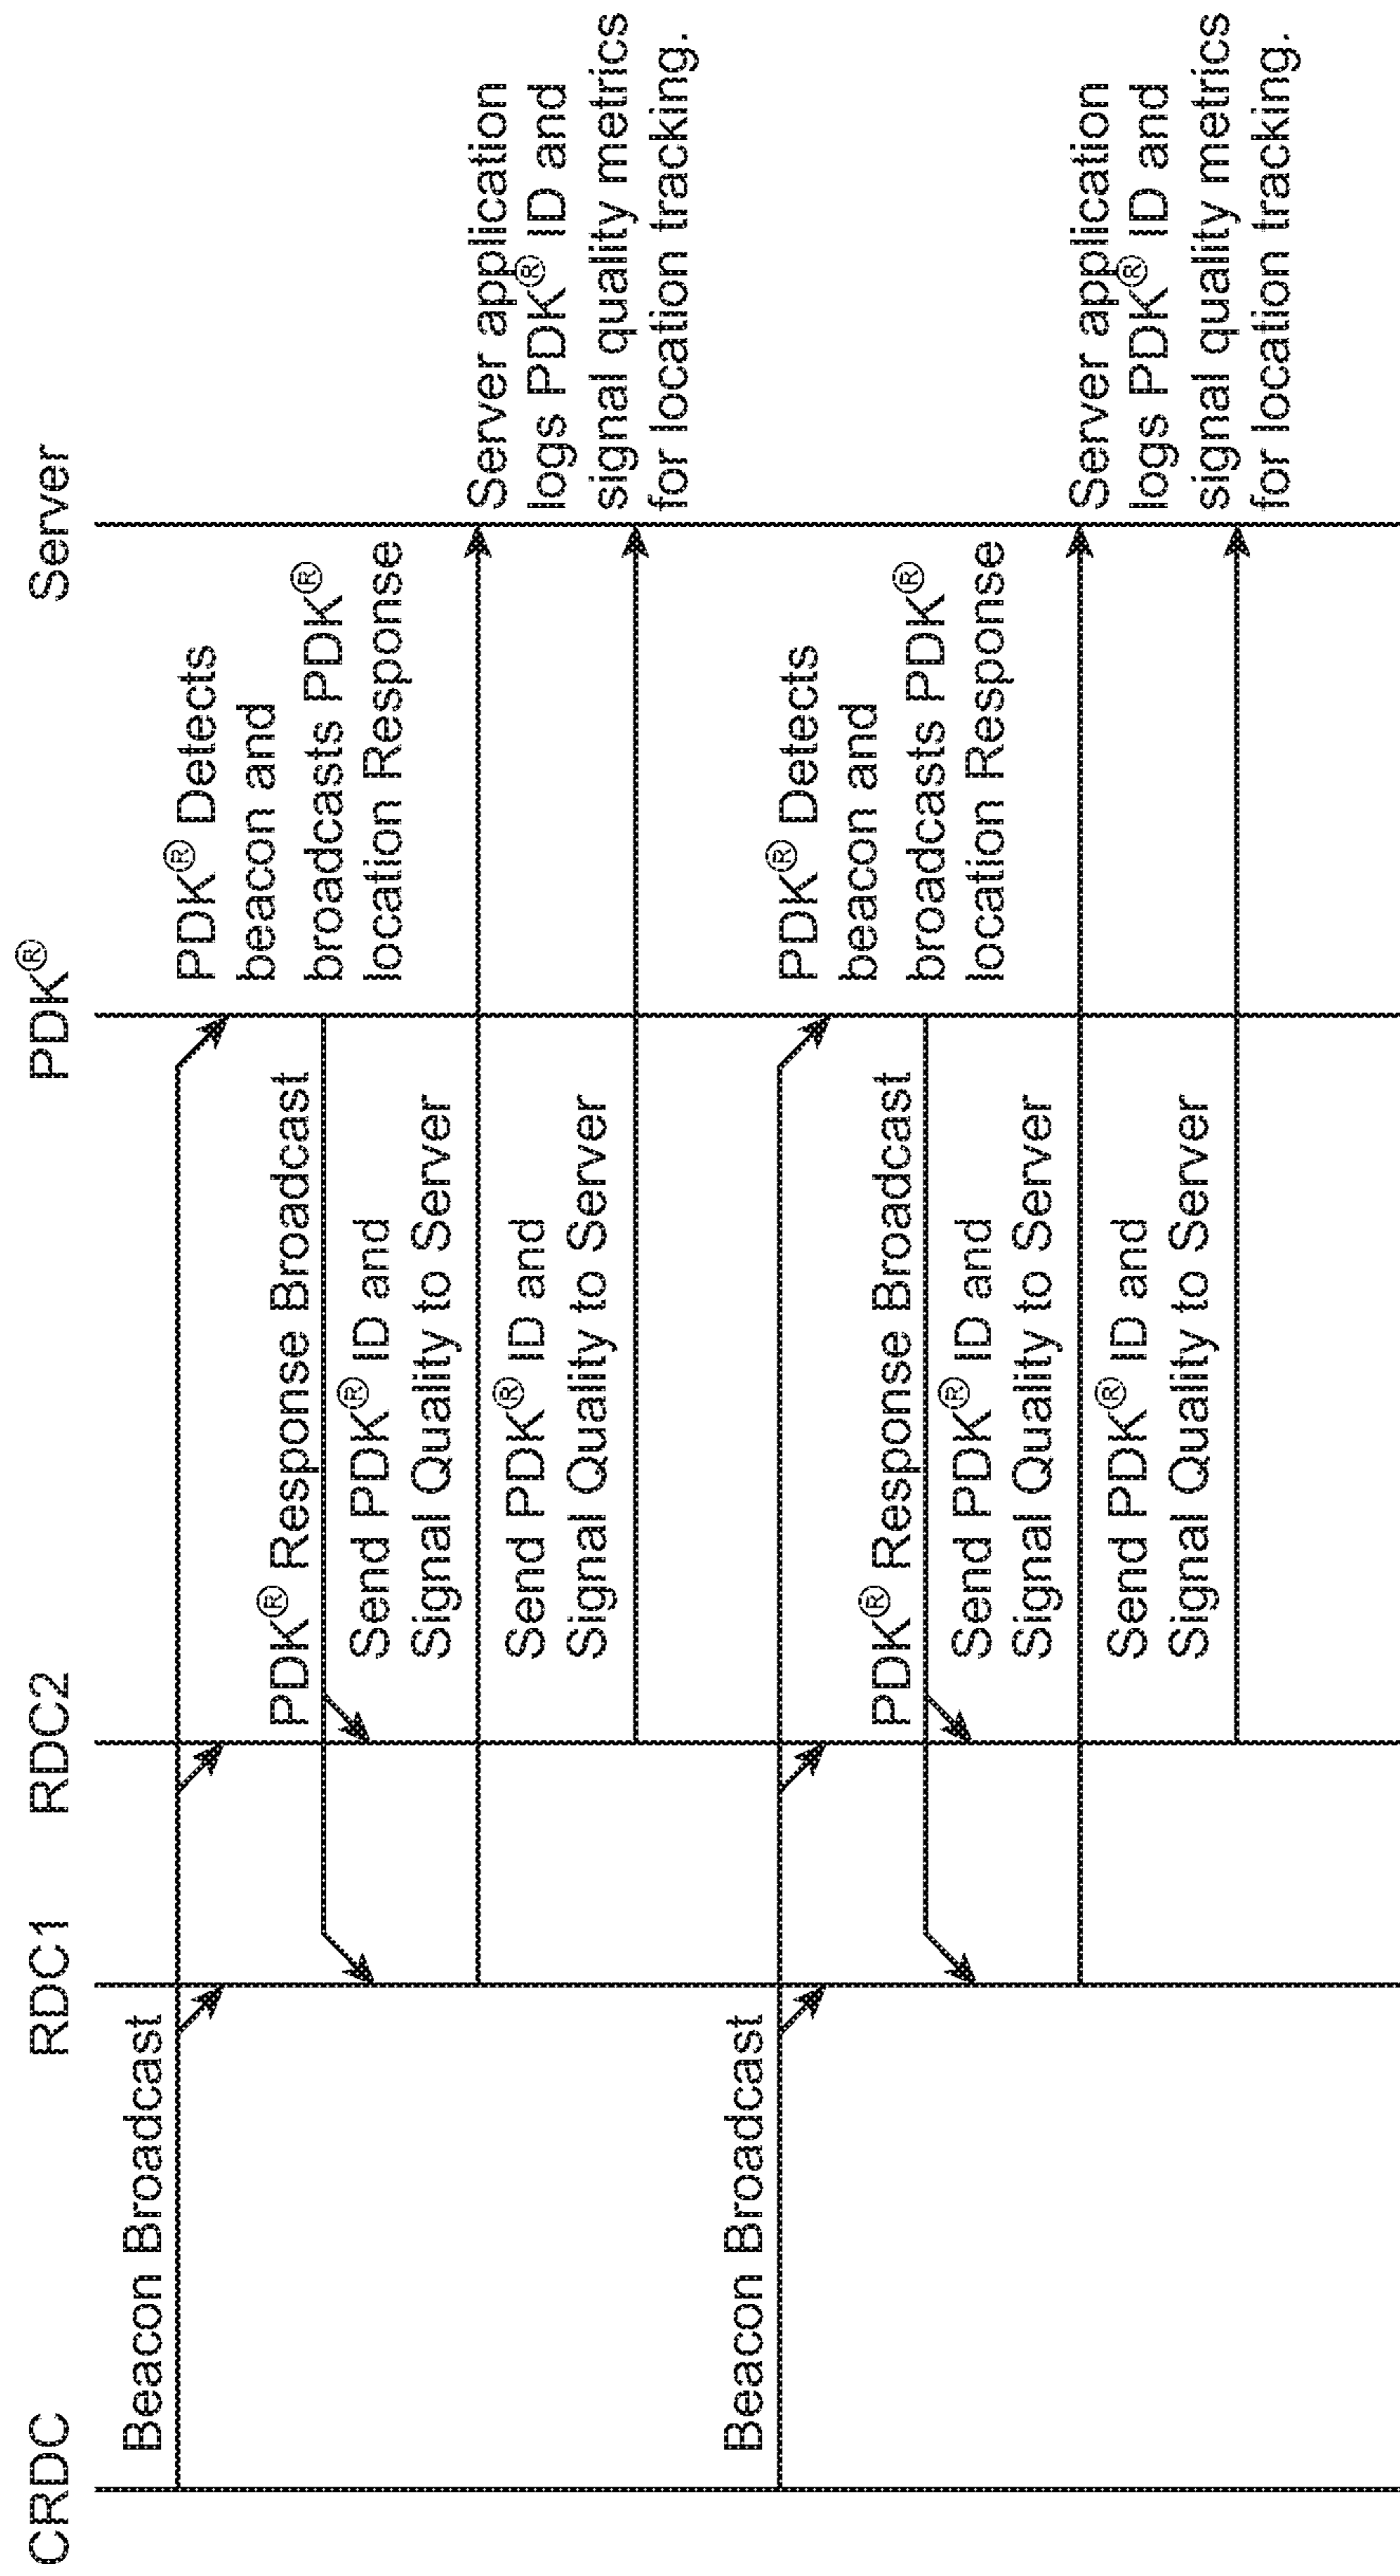 CRDC
RDC1
RDC2
PDK®
Server
Beacon Broadcast
PDK® Detects
beacon and
broadcasts PDK®
location Response
PDK® Response Broadcast
Send PDK® ID and
Signal Quality to Server
Server application
logs PDK® ID and
signal quality metrics
for location tracking.
Send PDK® ID and
Signal Quality to Server
Beacon Broadcast
PDK® Detects
beacon and
broadcasts PDK®
location Response
PDK® Response Broadcast
Send PDK® ID and
Signal Quality to Server
Server application
logs PDK® ID and
signal quality metrics
for location tracking.
Send PDK® ID and
Signal Quality to Server